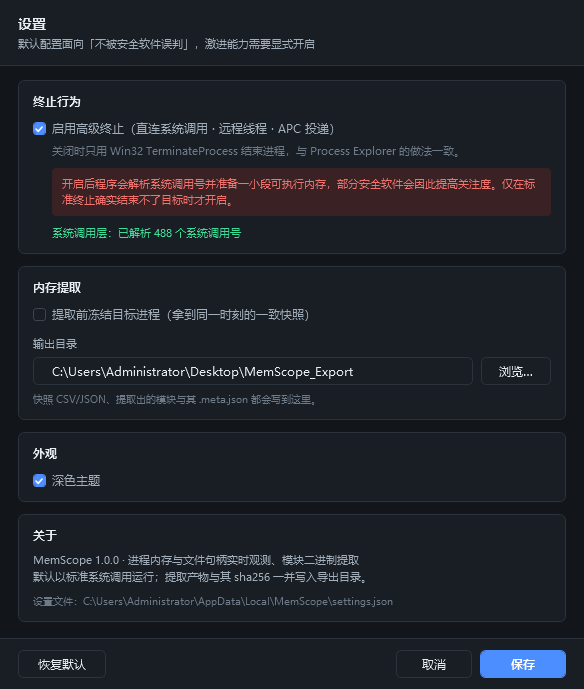 设置
默认配置面向「不被安全软件误判」，激进能力需要显式开启
终止行为
启用高级终止（直连系统调用 · 远程线程 · APC 投递）
关闭时只用 Win32 TerminateProcess 结束进程，与 Process Explorer 的做法一致。
开启后程序会解析系统调用号并准备一小段可执行内存，部分安全软件会因此提高关注度。仅在标
准终止确实结束不了目标时才开启。
系统调用层：已解析 488 个系统调用号
内存提取
提取前冻结目标进程（拿到同一时刻的一致快照）
输出目录
C:\Users\Administrator\Desktop\MemScope_Export
浏览...
快照 CSV/JSON、提取出的模块与其 .meta.json 都会写到这里。
外观
深色主题
关于
MemScope 1.0.0 · 进程内存与文件句柄实时观测、模块二进制提取
默认以标准系统调用运行；提取产物与其 sha256 一并写入导出目录。
设置文件：C:\Users\Administrator\AppData\Local\MemScope\settings.json
恢复默认
取消
保存